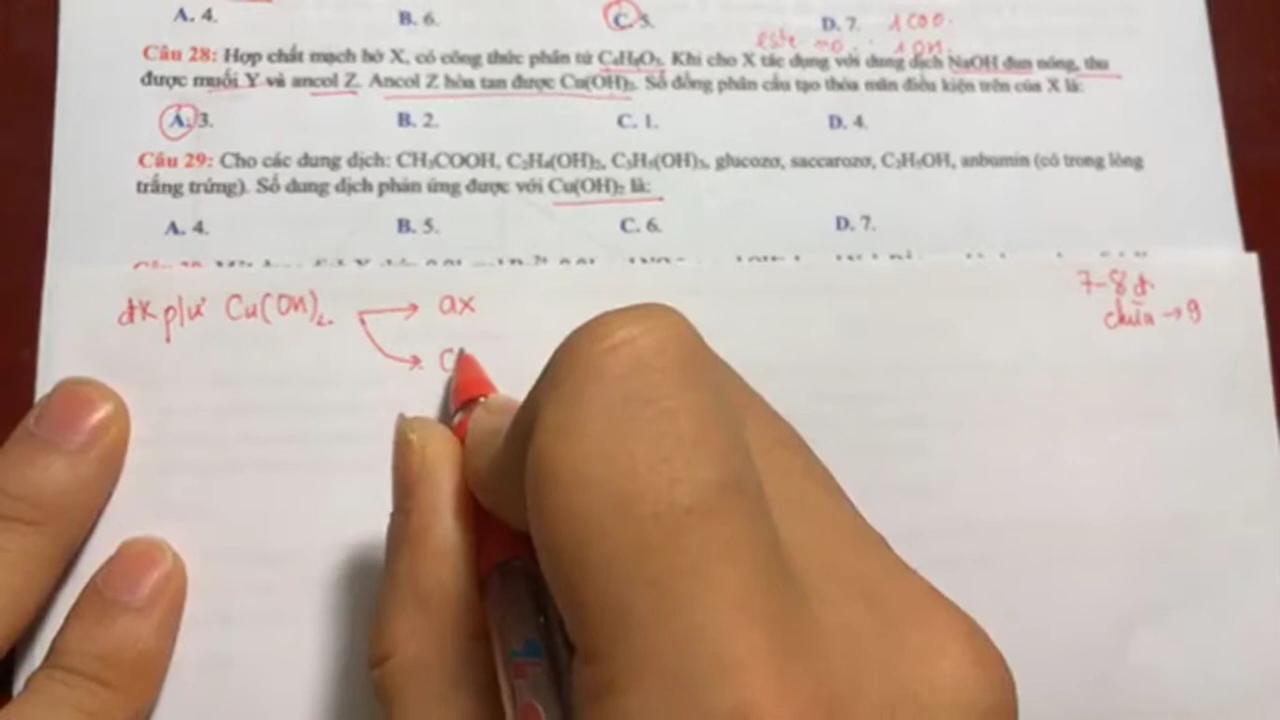 A. 4. B. 6. C. 5. D. 7. 1COO.
este no 1 OH.
Câu 28: Hợp chất mạch hở X, có công thức phân tử C₄H₈O₃. Khi cho X tác dụng với dung dịch NaOH đun nóng, thu
được muối Y và ancol Z. Ancol Z hòa tan được Cu(OH)₂. Số đồng phân cấu tạo thỏa mãn điều kiện trên của X là:
A. 3. B. 2. C. 1. D. 4.
Câu 29: Cho các dung dịch: CH₃COOH, C₂H₄(OH)₂, C₃H₅(OH)₃, glucozơ, saccarozơ, C₂H₅OH, anbumin (có trong lòng
trắng trứng). Số dung dịch phản ứng được với Cu(OH)₂ là:
A. 4. B. 5. C. 6. D. 7.
7-8 đ.
đk p/ư Cu(OH)₂. → ax
chữa → 9
→ C